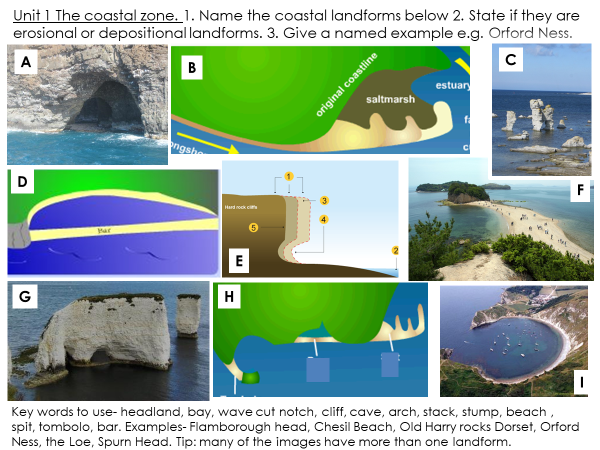 Unit 1 The coastal zone. 1. Name the coastal landforms below 2. State if they are
erosional or depositional landforms. 3. Give a named example e.g. Orford Ness.
A
B
original coastline
saltmarsh
estuary
C
D
Bar
1
Hard rock cliffs
3
4
5
2
E
F
G
H
I
Key words to use- headland, bay, wave cut notch, cliff, cave, arch, stack, stump, beach ,
spit, tombolo, bar. Examples- Flamborough head, Chesil Beach, Old Harry rocks Dorset, Orford
Ness, the Loe, Spurn Head. Tip: many of the images have more than one landform.